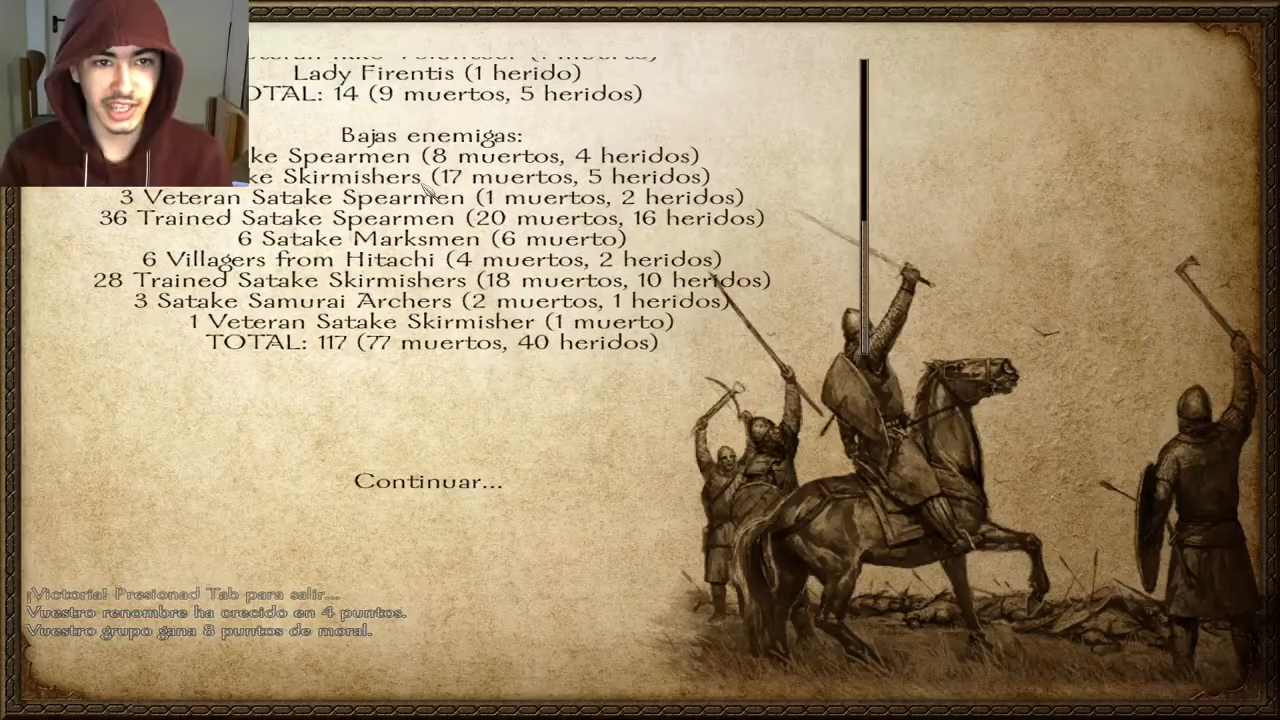 Lady Firentis (1 herido)
TOTAL: 14 (9 muertos, 5 heridos)
Bajas enemigas:
Spearmen (8 muertos, 4 heridos)
Skirmishers (17 muertos, 5 heridos)
3 Veteran Satake Spearmen (1 muertos, 2 heridos)
36 Trained Satake Spearmen (20 muertos, 16 heridos)
6 Satake Marksmen (6 muerto)
6 Villagers from Hitachi (4 muertos, 2 heridos)
28 Trained Satake Skirmishers (18 muertos, 10 heridos)
3 Satake Samurai Archers (2 muertos, 1 heridos)
1 Veteran Satake Skirmisher (1 muerto)
TOTAL: 117 (77 muertos, 40 heridos)
Continuar...
¡Victoria! Presionad Tab para salir...
Vuestro renombre ha crecido en 4 puntos.
Vuestro grupo gana 8 puntos de moral.